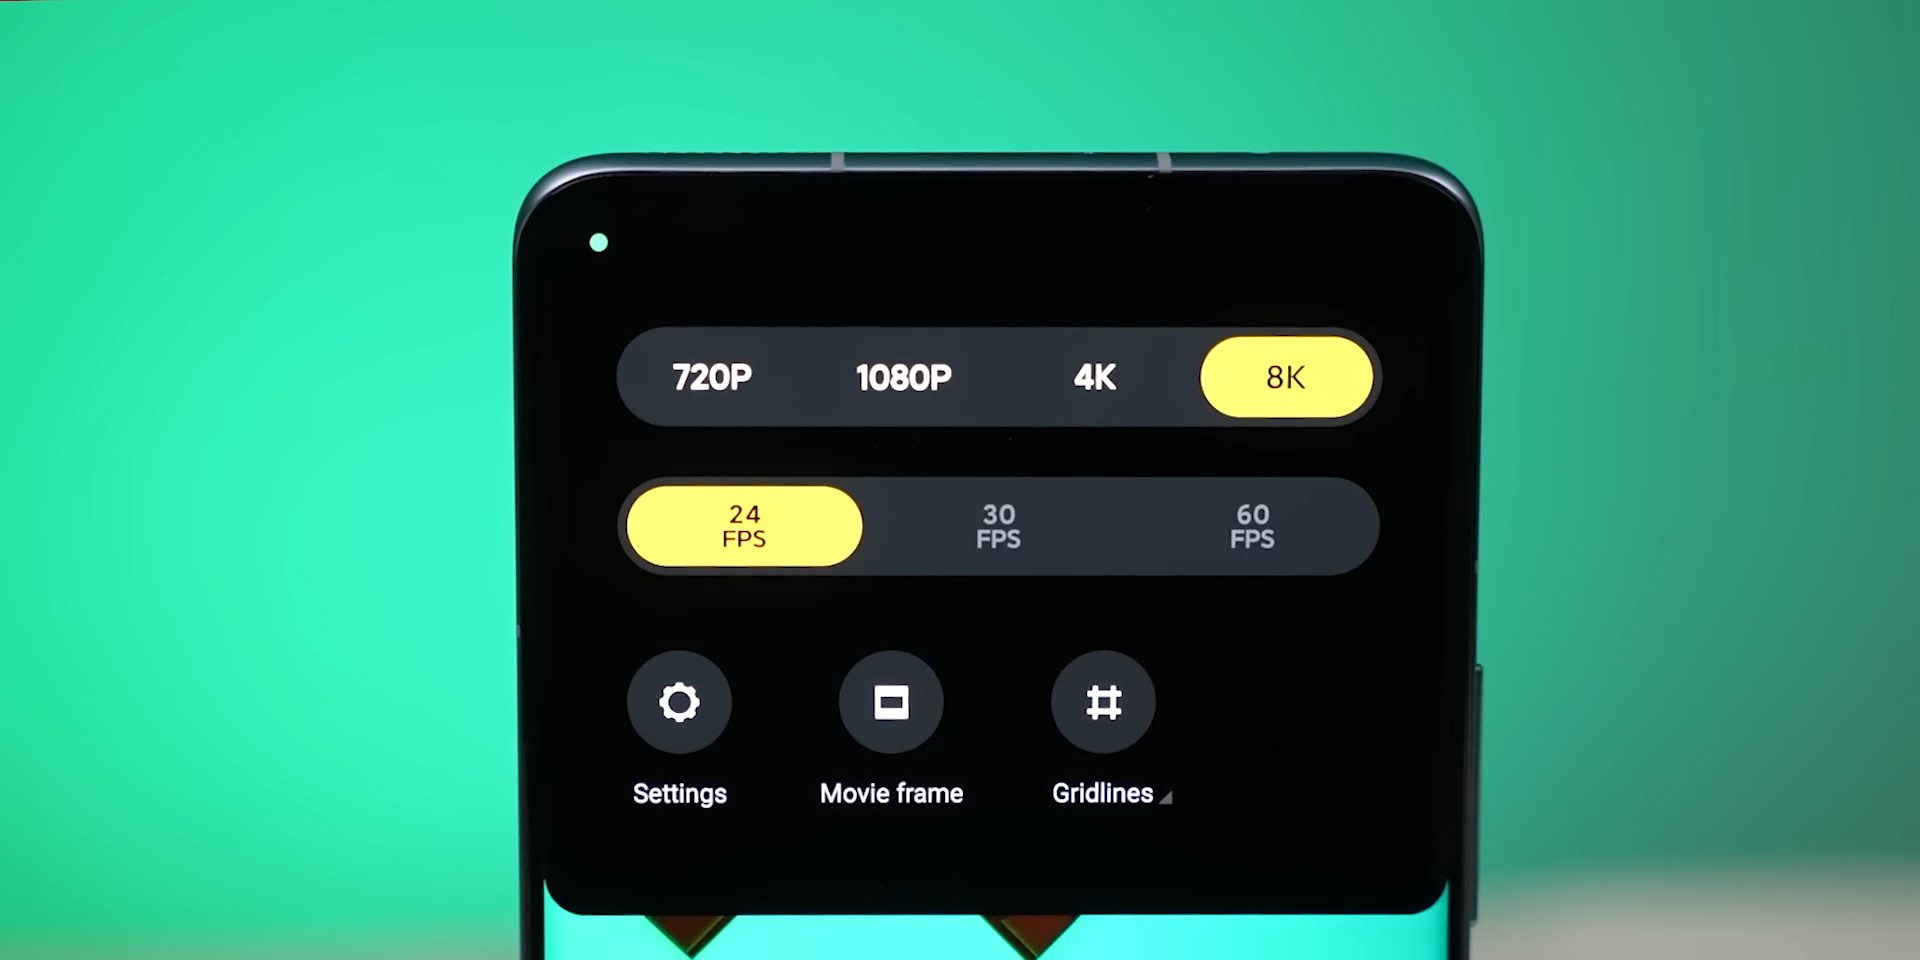 720P 1080P 4K 8K
24 FPS
30 FPS
60 FPS
Settings Movie frame Gridlines